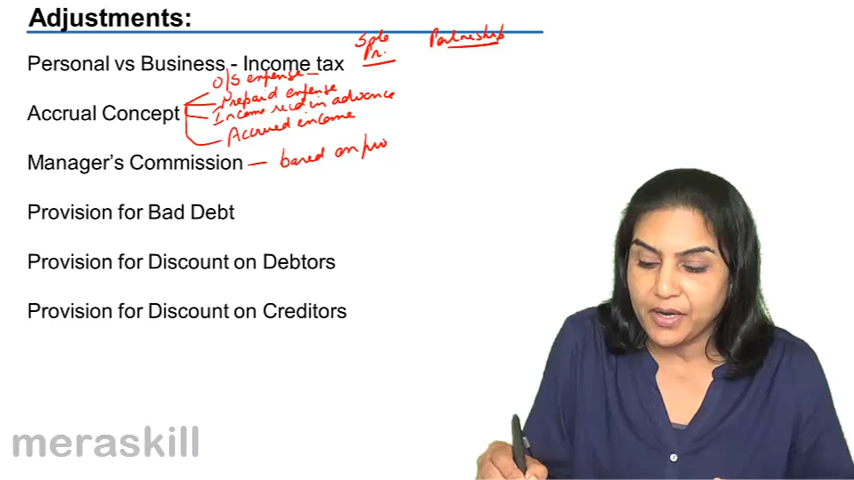 Adjustments:
Sole Partneship
Pr.
Personal vs Business - Income tax
O/S expense
Prepaid expense
Income recd in advance
Accrual Concept
Accrued income
Manager's Commission — based on pro
Provision for Bad Debt
Provision for Discount on Debtors
Provision for Discount on Creditors
meraskill